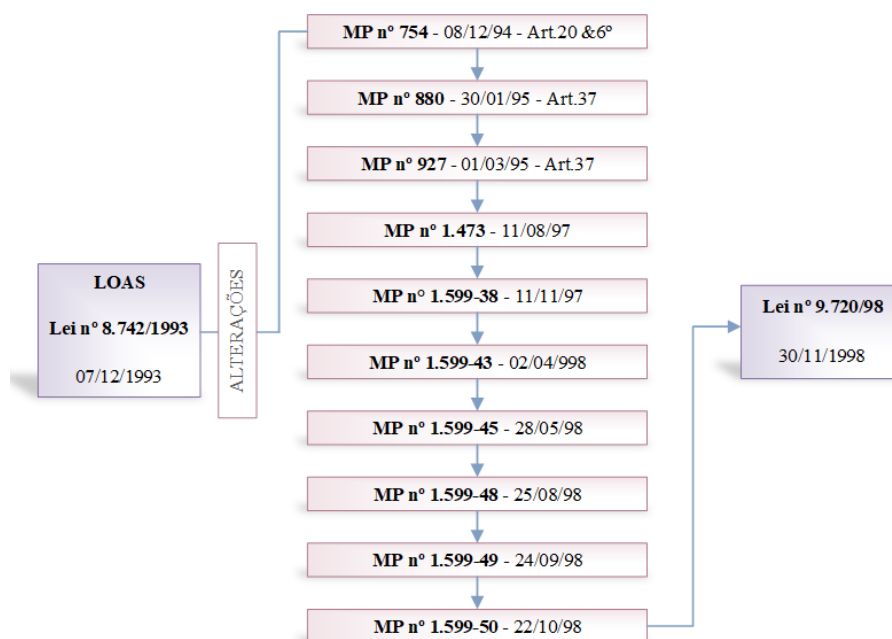 MP nº 754 - 08/12/94 - Art.20 &6º
MP nº 880 - 30/01/95 - Art.37
MP nº 927 - 01/03/95 - Art.37
MP nº 1.473 - 11/08/97
LOAS
Lei nº 8.742/1993
07/12/1993
ALTERAÇÕES
MP nº 1.599-38 - 11/11/97
MP nº 1.599-43 - 02/04/998
MP nº 1.599-45 - 28/05/98
MP nº 1.599-48 - 25/08/98
MP nº 1.599-49 - 24/09/98
MP nº 1.599-50 - 22/10/98
Lei nº 9.720/98
30/11/1998